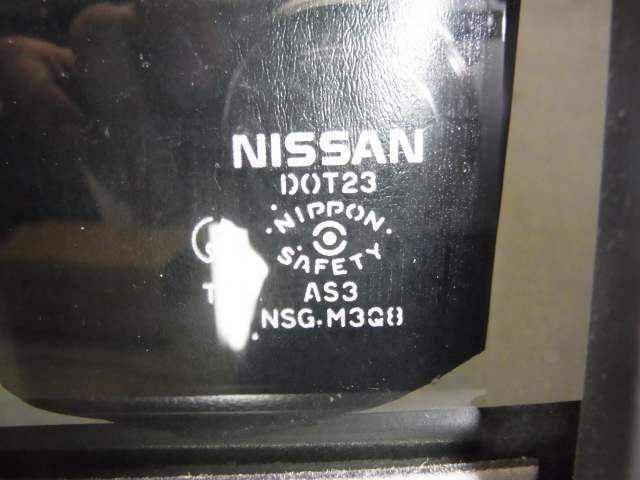 NISSAN
DOT23
·NIPPON·
SAFETY
AS3
NSG.M3Q8